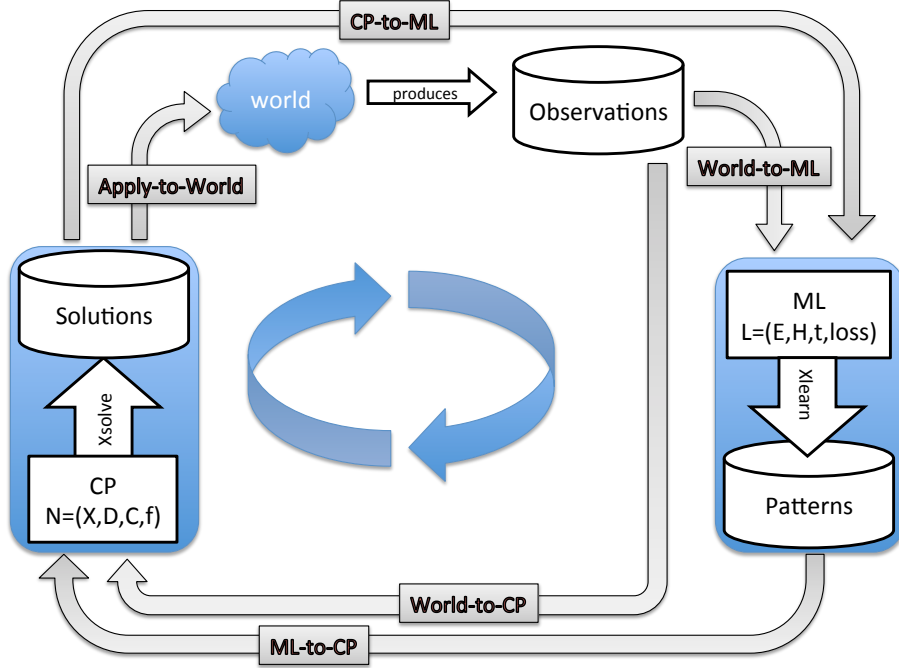 CP-to-ML
world
produces
Observations
Apply-to-World
World-to-ML
Solutions
Xsolve
CP
N=(X,D,C,f)
ML
L=(E,H,t,loss)
Xlearn
Patterns
World-to-CP
ML-to-CP